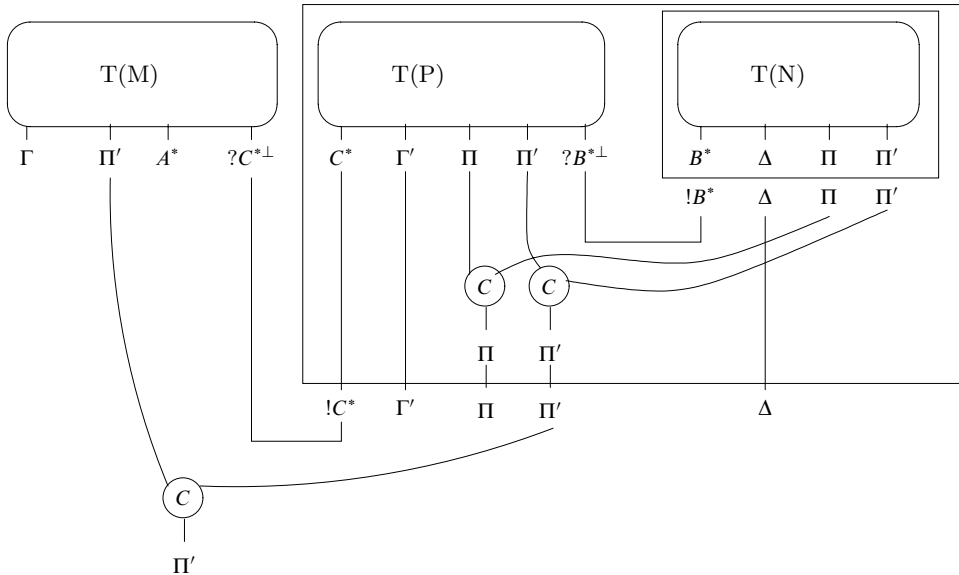 T(M) T(P) T(N)
Γ Π′ A* ?C*⊥ C* Γ′ Π Π′ ?B*⊥ B* Δ Π Π′
!B* Δ Π Π′
C C
Π Π′
!C* Γ′ Π Π′ Δ
C
Π′